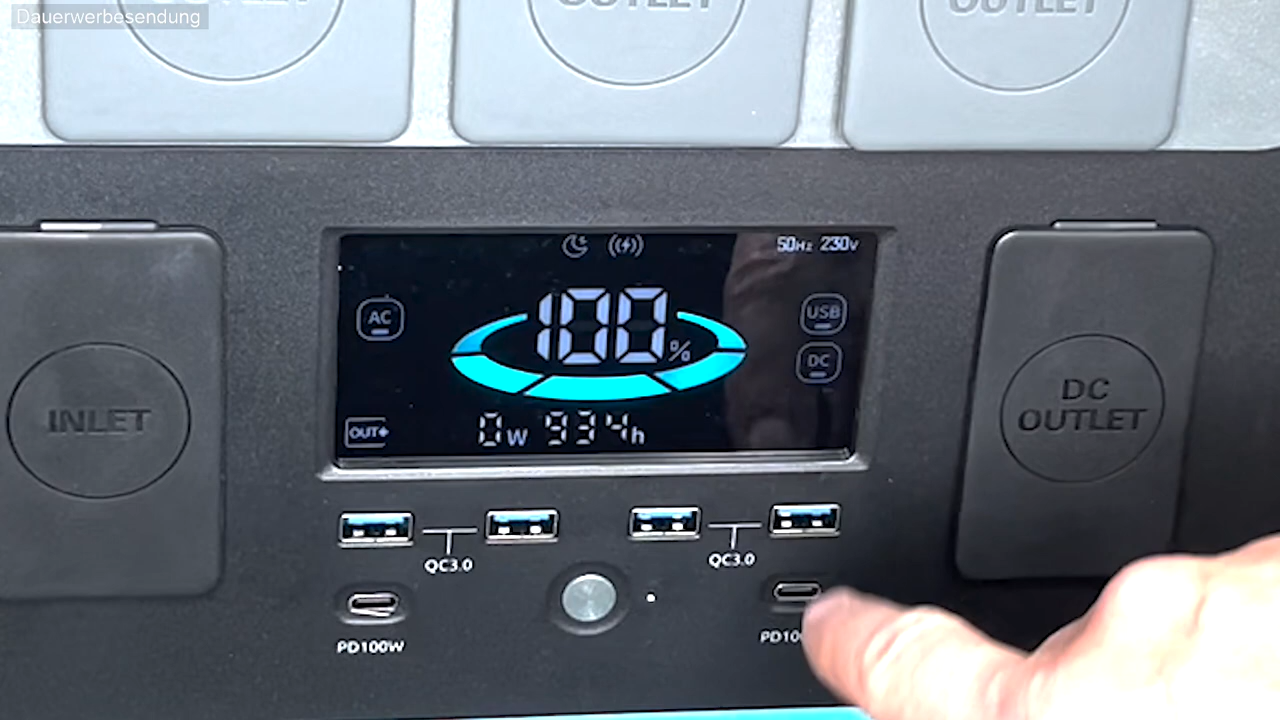 Dauerwerbesendung
OUTLET
OUTLET
OUTLET
50Hz 230V
AC
100%
USB
DC
INLET
DC
OUTLET
OUT
0W 934h
QC3.0
QC3.0
PD100W